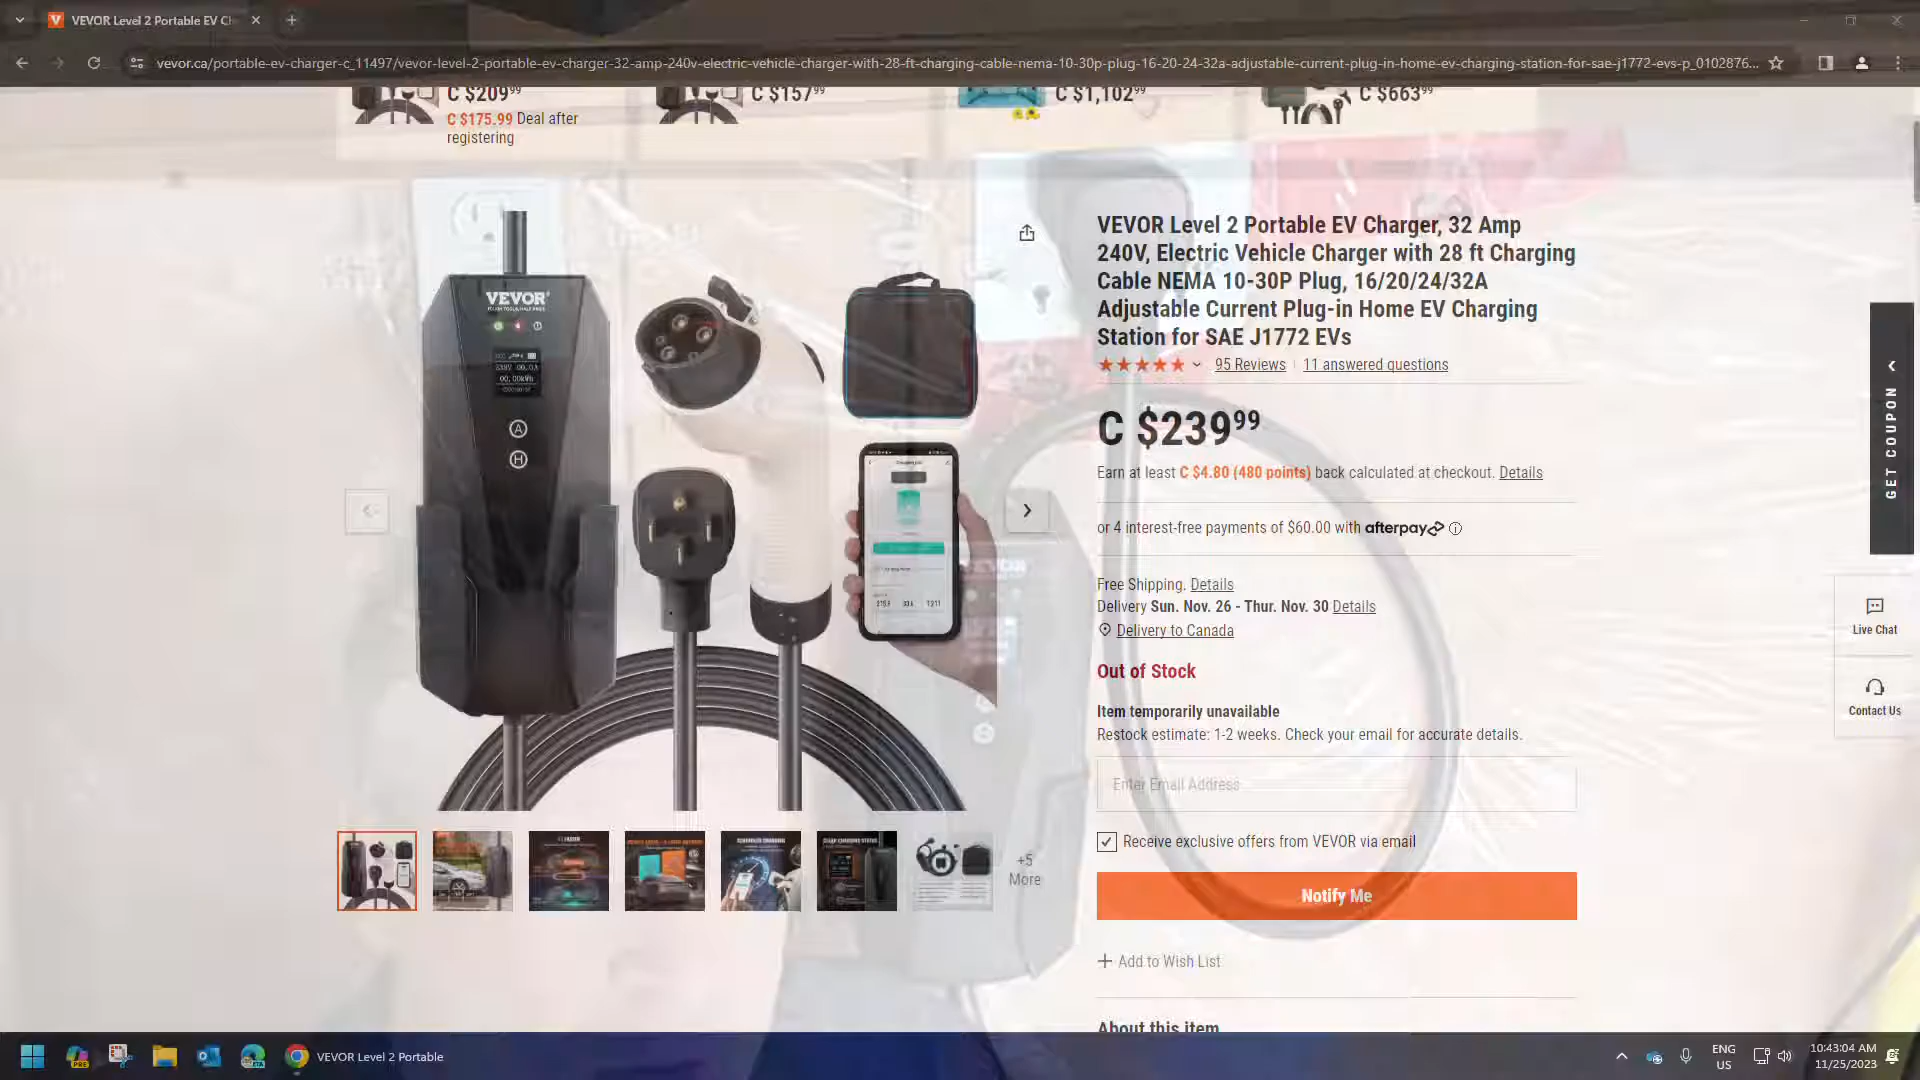 VEVOR Level 2 Portable EV Ch
vevor.ca/portable-ev-charger-c_11497/vevor-level-2-portable-ev-charger-32-amp-240v-electric-vehicle-charger-with-28-ft-charging-cable-nema-10-30p-plug-16-20-24-32a-adjustable-current-plug-in-home-ev-charging-station-for-sae-j1772-evs-p_0102876...
C $209⁹⁹
C $157⁹⁹
C $1,102⁹⁹
C $663⁹⁹
C $175.99 Deal after
registering
VEVOR
VEVOR Level 2 Portable EV Charger, 32 Amp
240V, Electric Vehicle Charger with 28 ft Charging
Cable NEMA 10-30P Plug, 16/20/24/32A
Adjustable Current Plug-in Home EV Charging
Station for SAE J1772 EVs
95 Reviews
11 answered questions
C $239⁹⁹
Earn at least C $4.80 (480 points) back calculated at checkout. Details
or 4 interest-free payments of $60.00 with afterpay
Free Shipping. Details
Delivery Sun. Nov. 26 - Thur. Nov. 30 Details
Delivery to Canada
Out of Stock
Item temporarily unavailable
Restock estimate: 1-2 weeks. Check your email for accurate details.
Enter Email Address
Receive exclusive offers from VEVOR via email
Notify Me
Add to Wish List
About this item
A
H
VEVOR
+5
More
GET COUPON
Live Chat
Contact Us
VEVOR Level 2 Portable
ENG
US
10:43:04 AM
11/25/2023